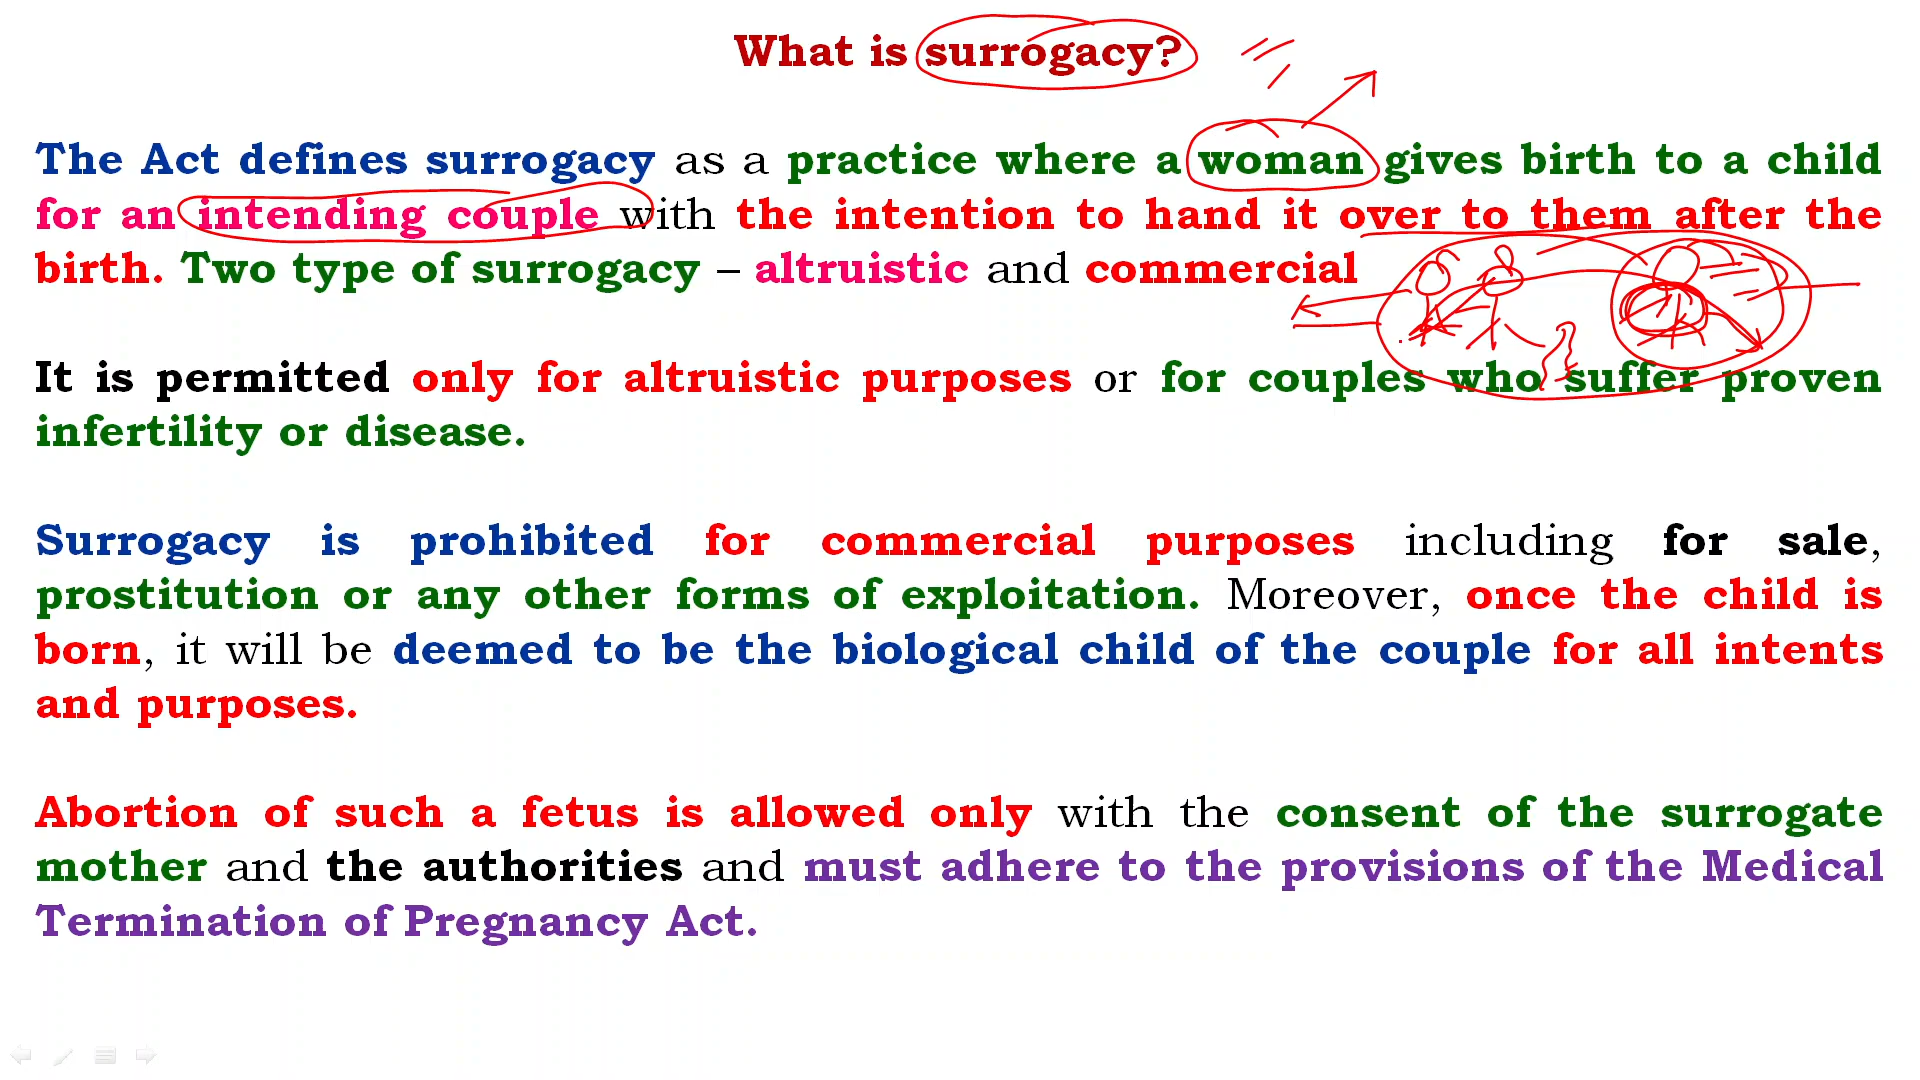 What is surrogacy?
The Act defines surrogacy as a practice where a woman gives birth to a child
for an intending couple with the intention to hand it over to them after the
birth. Two type of surrogacy – altruistic and commercial
It is permitted only for altruistic purposes or for couples who suffer proven
infertility or disease.
Surrogacy is prohibited for commercial purposes including for sale,
prostitution or any other forms of exploitation. Moreover, once the child is
born, it will be deemed to be the biological child of the couple for all intents
and purposes.
Abortion of such a fetus is allowed only with the consent of the surrogate
mother and the authorities and must adhere to the provisions of the Medical
Termination of Pregnancy Act.